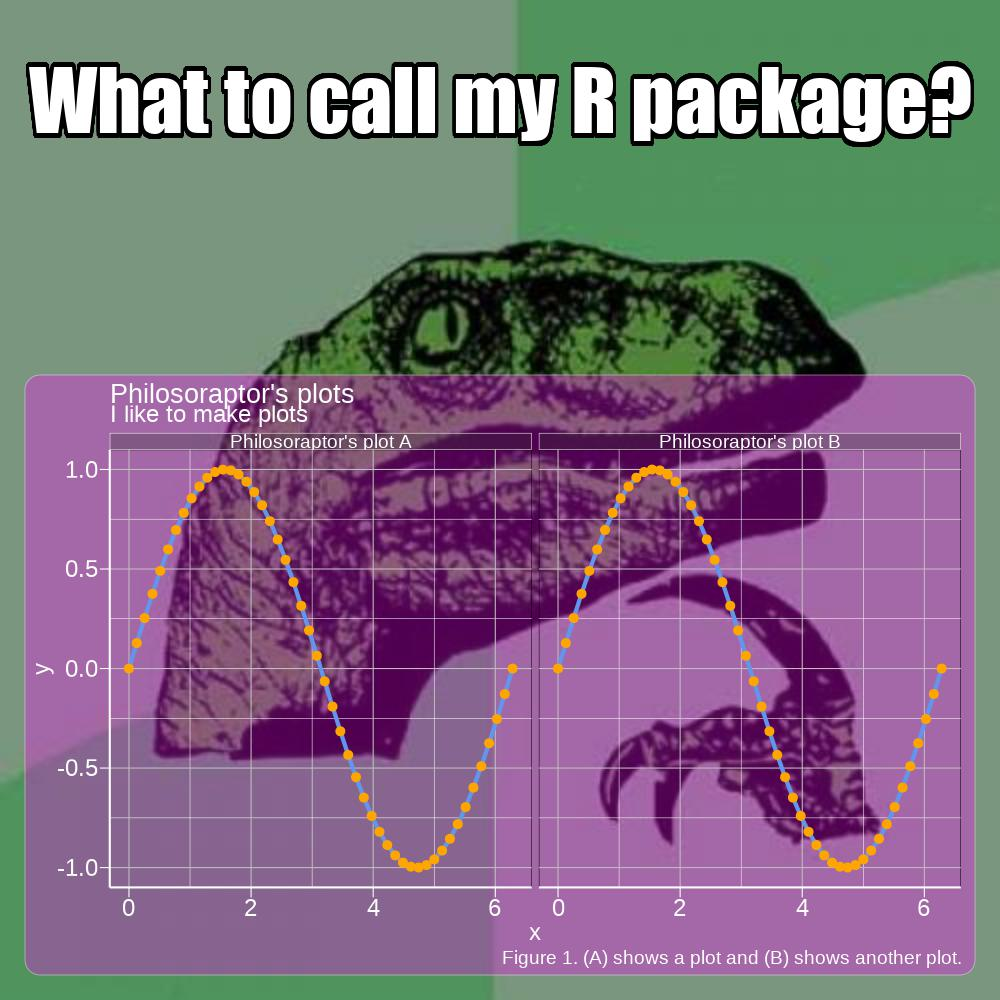 What to call my R package?
Philosoraptor's plots
I like to make plots
Philosoraptor's plot A
Philosoraptor's plot B
1.0
0.5
0.0
-0.5
-1.0
y
0 2 4 6 0 2 4 6
x
Figure 1. (A) shows a plot and (B) shows another plot.